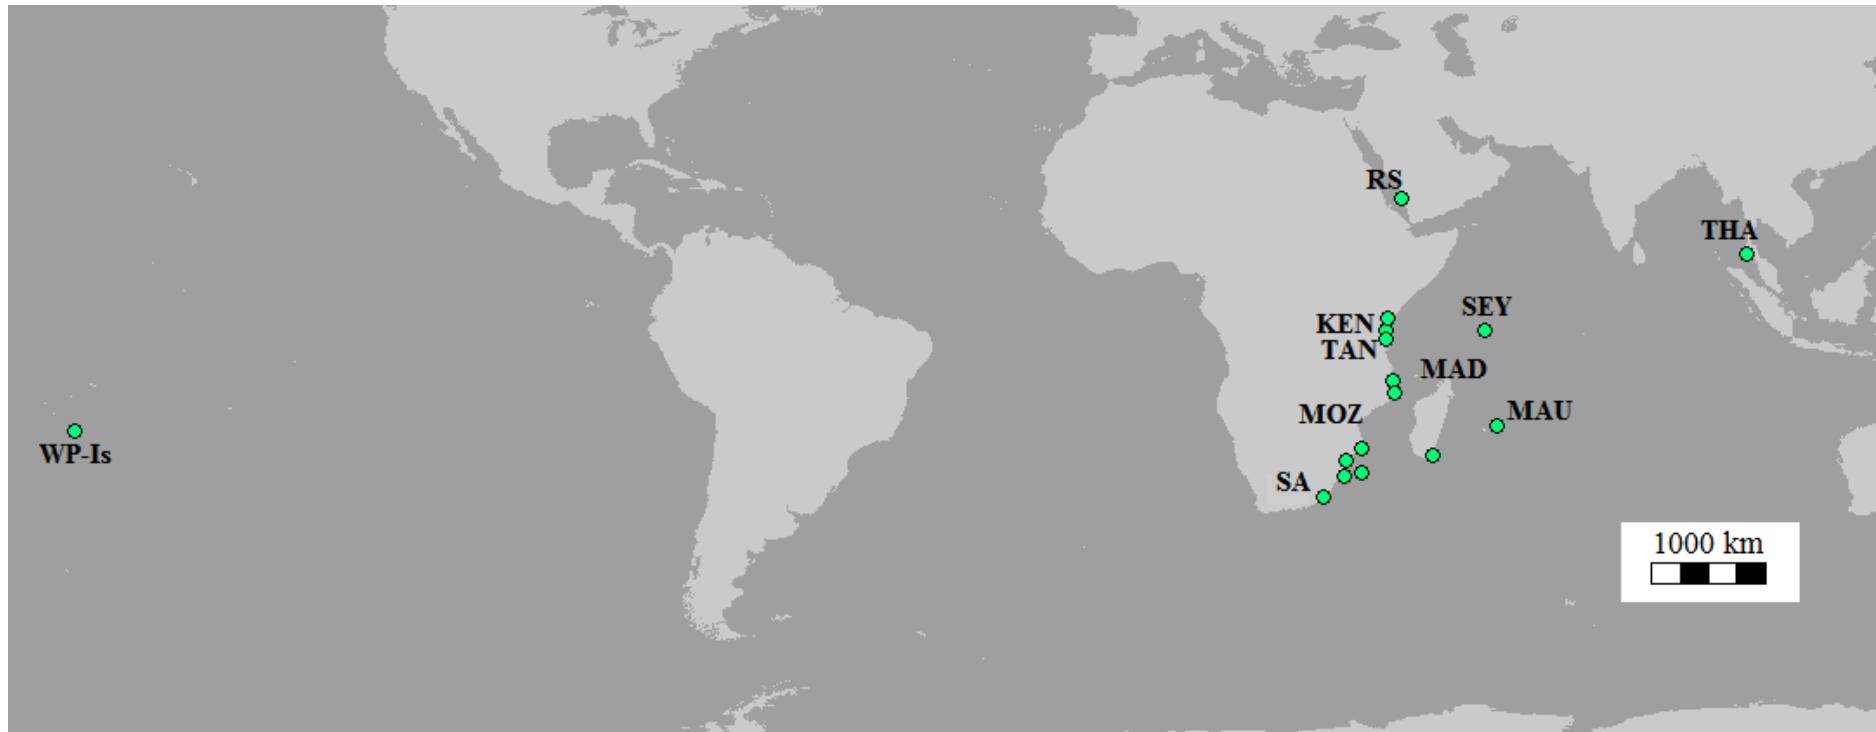 RS
THA
SEY
KEN
TAN
MAD
MAU
MOZ
WP-Is
SA
1000 km